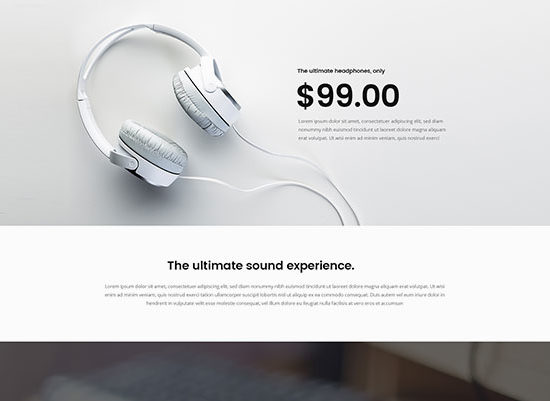 The ultimate headphones, only
$99.00
Lorem ipsum dolor sit amet, consectetuer adipiscing elit, sed diam
nonummy nibh euismod tincidunt ut laoreet dolore magna aliquam
erat volutpat. Ut wisi enim ad minim veniam, quis nostrud exerci
The ultimate sound experience.
Lorem ipsum dolor sit amet, consectetuer adipiscing elit, sed diam nonummy nibh euismod tincidunt ut laoreet dolore magna aliquam erat volutpat. Ut wisi
enim ad minim veniam, quis nostrud exerci tation ullamcorper suscipit lobortis nisl ut aliquip ex ea commodo consequat. Duis autem vel eum iriure dolor in
hendrerit in vulputate velit esse molestie consequat, vel illum dolore eu feugiat nulla facilisis at vero eros et accumsan